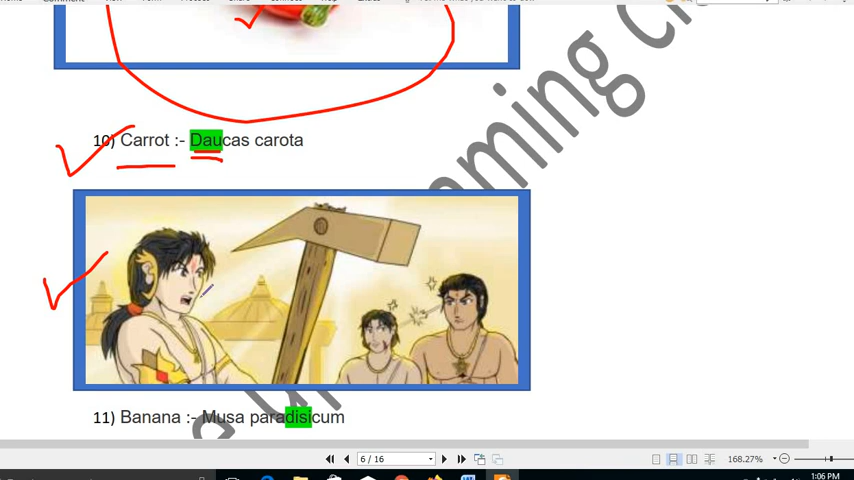 10) Carrot :- Daucas carota
11) Banana :- Musa paradisicum
6 / 16
168.27%
1:06 PM